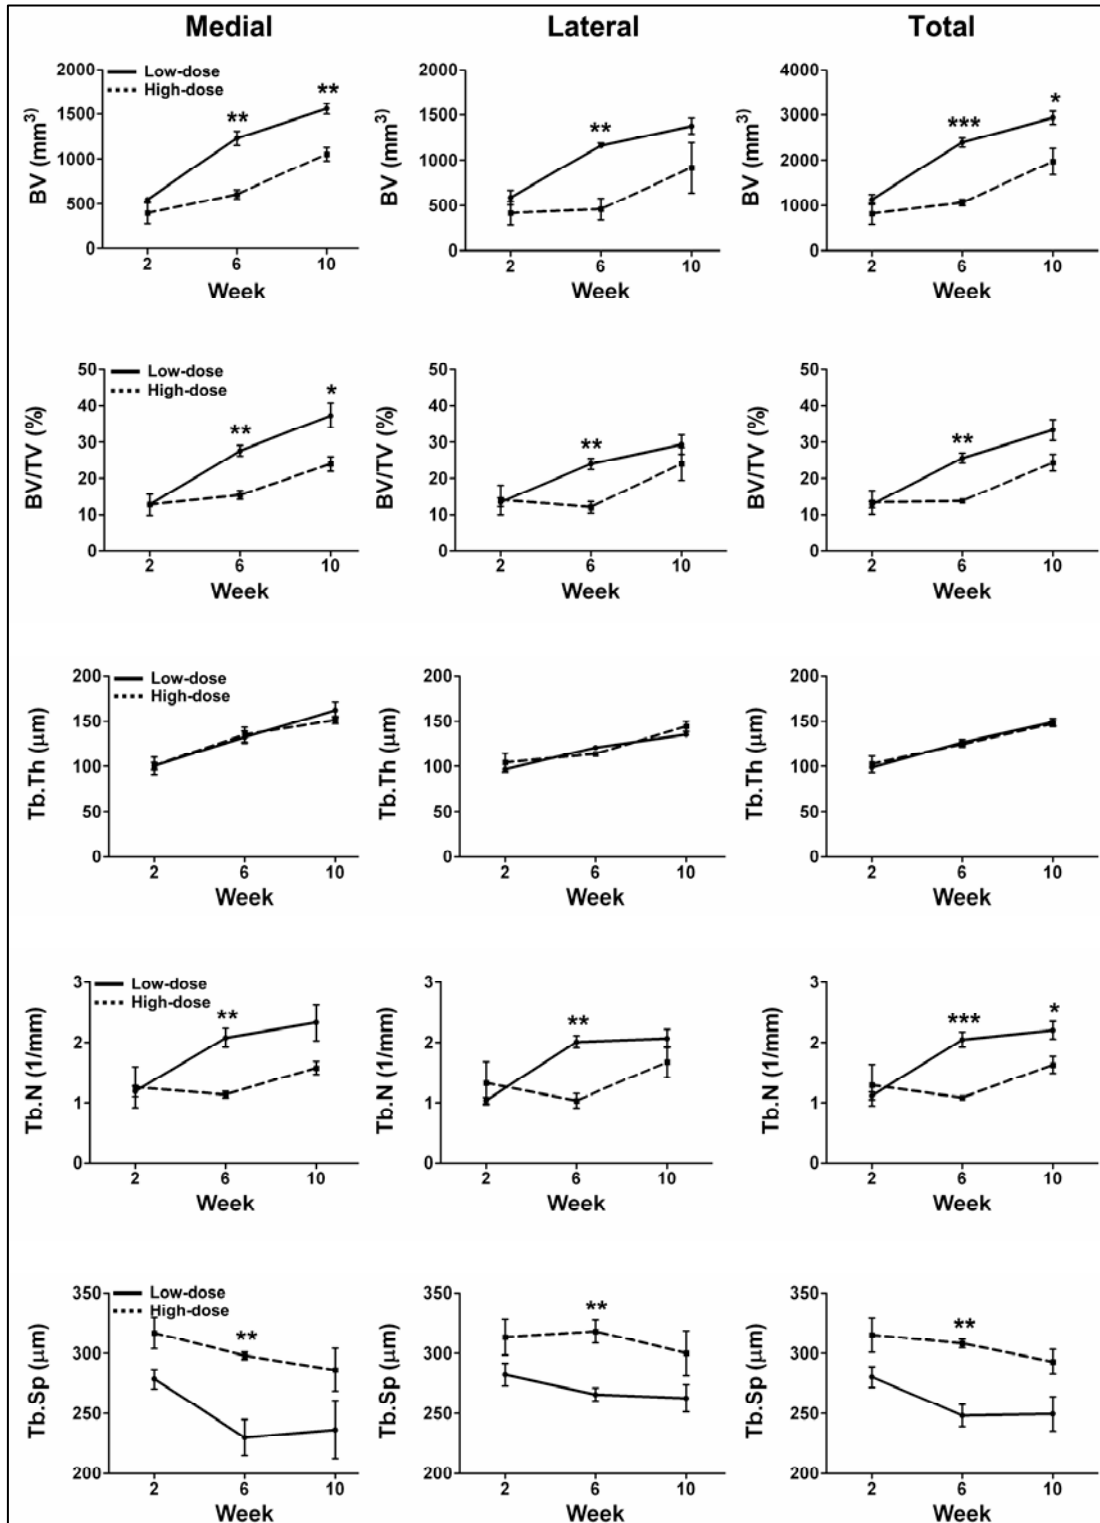 Medial Lateral Total
Low-dose
High-dose
BV (mm3)
2000
1500
1000
500
0
** **
2 6 10
Week
BV (mm3)
2000
1500
1000
500
0
**
2 6 10
Week
BV (mm3)
4000
3000
2000
1000
0
*** *
2 6 10
Week
Low-dose
High-dose
BV/TV (%)
50
40
30
20
10
0
** *
2 6 10
Week
BV/TV (%)
50
40
30
20
10
0
**
2 6 10
Week
BV/TV (%)
50
40
30
20
10
0
**
2 6 10
Week
Low-dose
High-dose
Tb.Th (μm)
200
150
100
50
0
2 6 10
Week
Tb.Th (μm)
200
150
100
50
0
2 6 10
Week
Tb.Th (μm)
200
150
100
50
0
2 6 10
Week
Low-dose
High-dose
Tb.N (1/mm)
3
2
1
0
**
2 6 10
Week
Tb.N (1/mm)
3
2
1
0
**
2 6 10
Week
Tb.N (1/mm)
3
2
1
0
*** *
2 6 10
Week
Low-dose
High-dose
Tb.Sp (μm)
350
300
250
200
**
2 6 10
Week
Tb.Sp (μm)
350
300
250
200
**
2 6 10
Week
Tb.Sp (μm)
350
300
250
200
**
2 6 10
Week